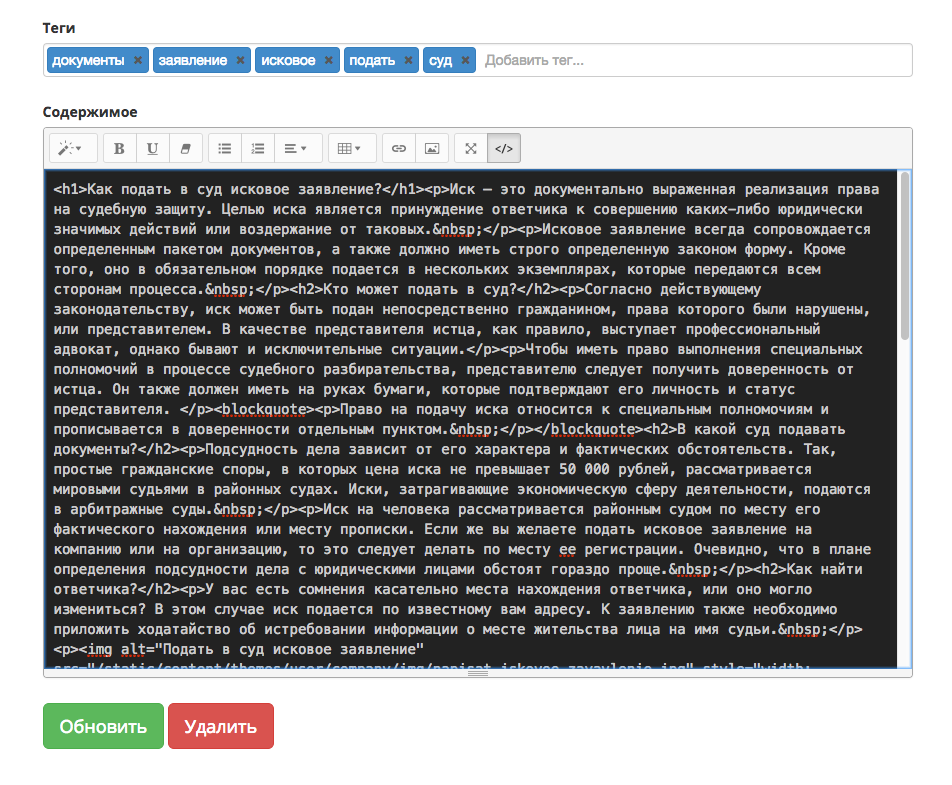 Теги
документы × заявление × исковое × подать × суд × Добавить тег...
Содержимое
B U </>
<h1>Как подать в суд исковое заявление?</h1><p>Иск – это документально выраженная реализация права
на судебную защиту. Целью иска является принуждение ответчика к совершению каких–либо юридически
значимых действий или воздержание от таковых.&nbsp;</p><p>Исковое заявление всегда сопровождается
определенным пакетом документов, а также должно иметь строго определенную законом форму. Кроме
того, оно в обязательном порядке подается в нескольких экземплярах, которые передаются всем
сторонам процесса.&nbsp;</p><h2>Кто может подать в суд?</h2><p>Согласно действующему
законодательству, иск может быть подан непосредственно гражданином, права которого были нарушены,
или представителем. В качестве представителя истца, как правило, выступает профессиональный
адвокат, однако бывают и исключительные ситуации.</p><p>Чтобы иметь право выполнения специальных
полномочий в процессе судебного разбирательства, представителю следует получить доверенность от
истца. Он также должен иметь на руках бумаги, которые подтверждают его личность и статус
представителя. </p><blockquote><p>Право на подачу иска относится к специальным полномочиям и
прописывается в доверенности отдельным пунктом.&nbsp;</p></blockquote><h2>В какой суд подавать
документы?</h2><p>Подсудность дела зависит от его характера и фактических обстоятельств. Так,
простые гражданские споры, в которых цена иска не превышает 50 000 рублей, рассматривается
мировыми судьями в районных судах. Иски, затрагивающие экономическую сферу деятельности, подаются
в арбитражные суды.&nbsp;</p><p>Иск на человека рассматривается районным судом по месту его
фактического нахождения или месту прописки. Если же вы желаете подать исковое заявление на
компанию или на организацию, то это следует делать по месту ее регистрации. Очевидно, что в плане
определения подсудности дела с юридическими лицами обстоят гораздо проще.&nbsp;</p><h2>Как найти
ответчика?</h2><p>У вас есть сомнения касательно места нахождения ответчика, или оно могло
измениться? В этом случае иск подается по известному вам адресу. К заявлению также необходимо
приложить ходатайство об истребовании информации о месте жительства лица на имя судьи.&nbsp;</p>
<p><img alt="Подать в суд исковое заявление"
src="/static/content/themes/user/company/img/napisat-iskovoe-zayavlenie.jpg" style="width:
Обновить Удалить